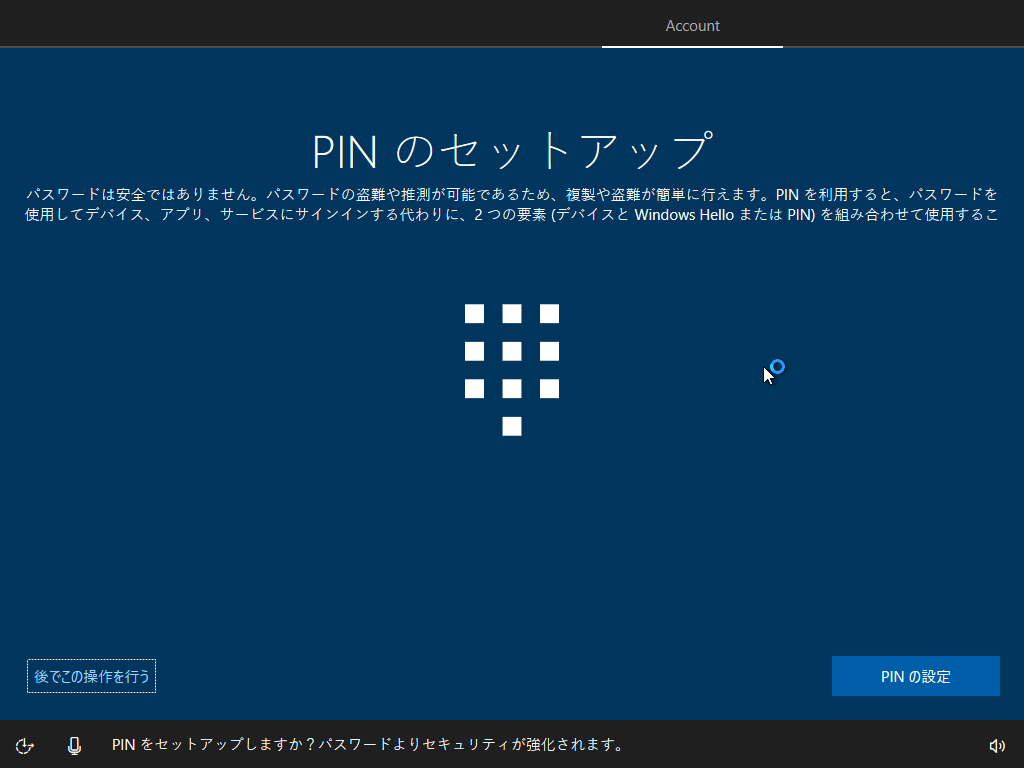 Account
PIN のセットアップ
パスワードは安全ではありません。パスワードの盗難や推測が可能であるため、複製や盗難が簡単に行えます。PIN を利用すると、パスワードを
使用してデバイス、アプリ、サービスにサインインする代わりに、2 つの要素 (デバイスと Windows Hello または PIN) を組み合わせて使用するこ
後でこの操作を行う
PIN の設定
PIN をセットアップしますか？パスワードよりセキュリティが強化されます。